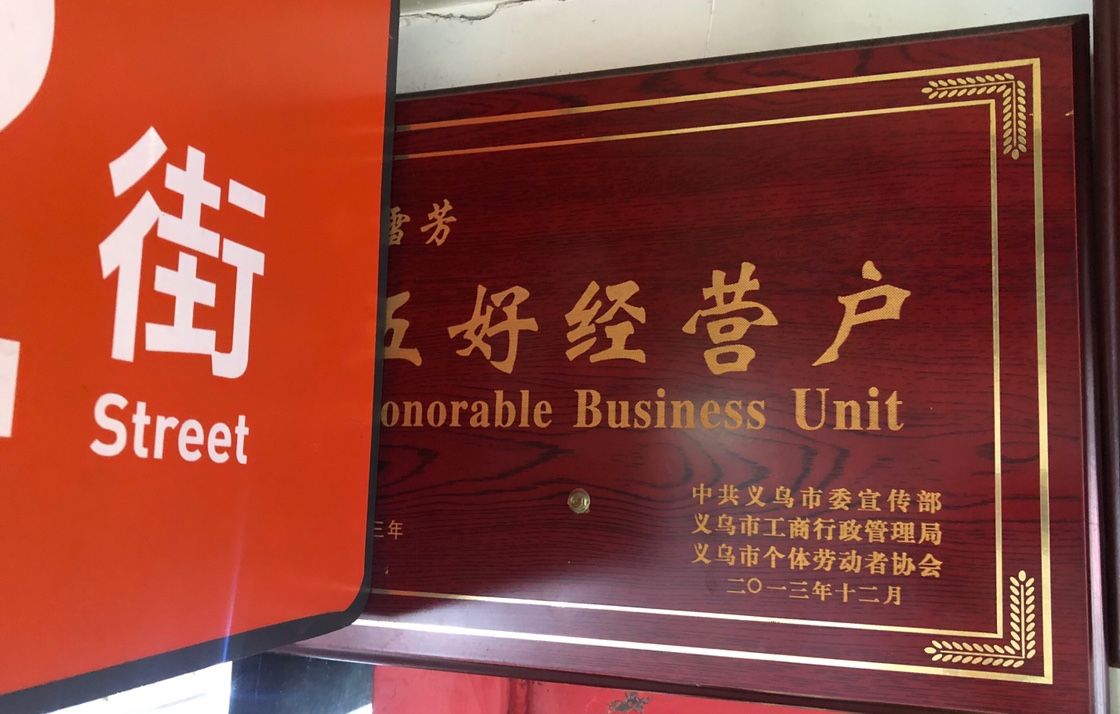 街
Street
雪芳
五好经营户
onorable Business Unit
三年
中共义乌市委宣传部
义乌市工商行政管理局
义乌市个体劳动者协会
二〇一三年十二月